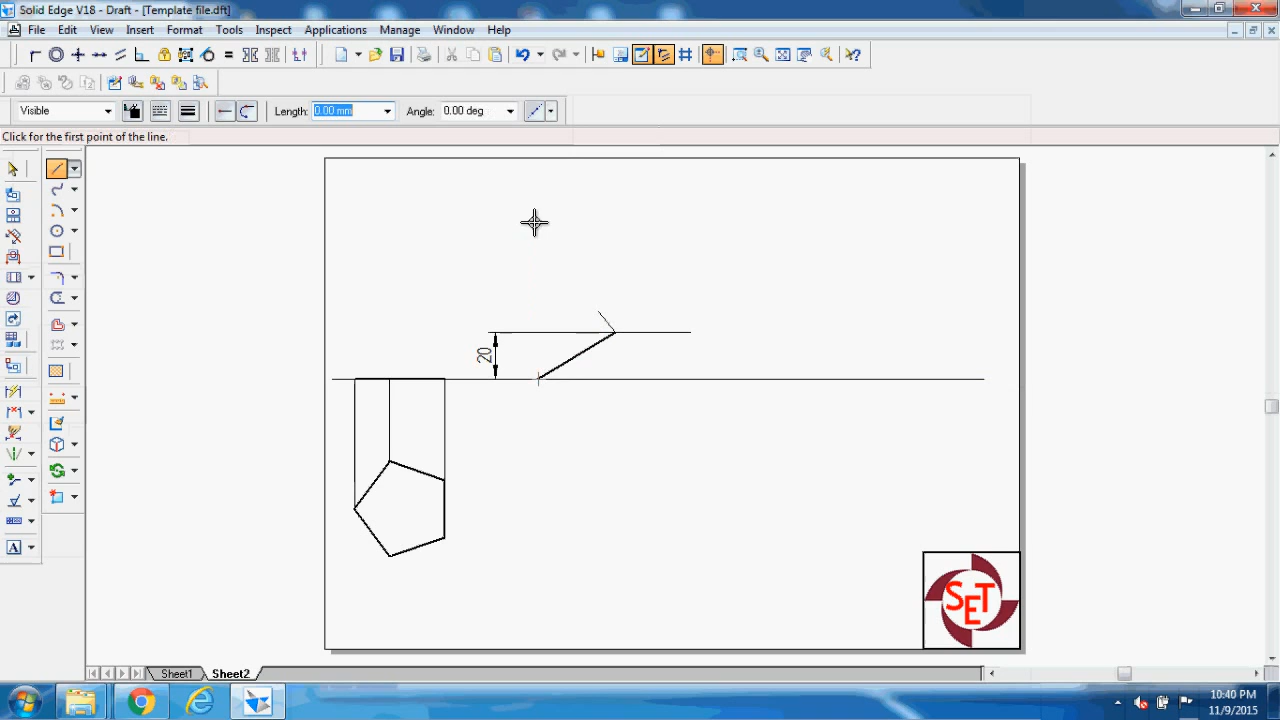 Solid Edge V18 - Draft - [Template file.dft]
File Edit View Insert Format Tools Inspect Applications Manage Window Help
Visible Length: 0.00 mm Angle: 0.00 deg
Click for the first point of the line.
20
SET
Sheet1 Sheet2
10:40 PM
11/9/2015